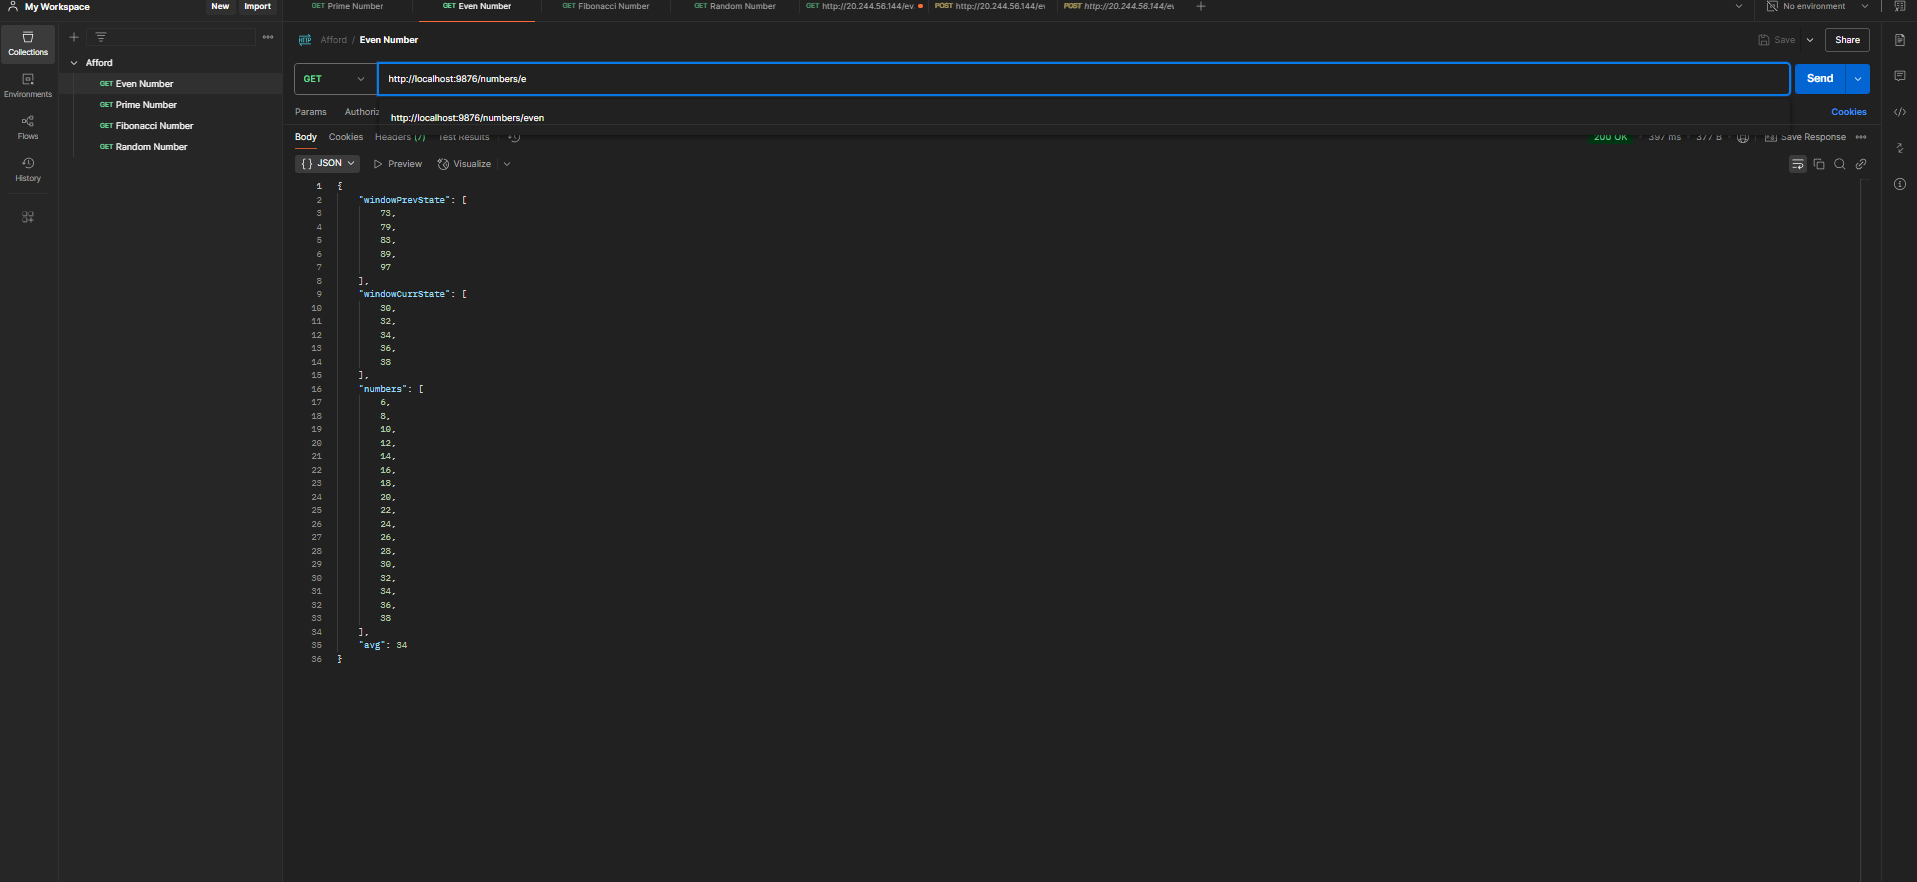 My Workspace
New
Import
GET Prime Number
GET Even Number
GET Fibonacci Number
GET Random Number
GET http://20.244.56.144/ev
POST http://20.244.56.144/ev
POST http://20.244.56.144/ev
No environment
Collections
Environments
Flows
History
Afford
GET Even Number
GET Prime Number
GET Fibonacci Number
GET Random Number
Afford / Even Number
Save
Share
GET
http://localhost:9876/numbers/e
Send
Params
Authoriz
http://localhost:9876/numbers/even
Cookies
Body
Cookies
Headers (7)
Test Results
200 OK
397 ms
377 B
Save Response
{ } JSON
Preview
Visualize
1 {
2 "windowPrevState": [
3 73,
4 79,
5 83,
6 89,
7 97
8 ],
9 "windowCurrState": [
10 30,
11 32,
12 34,
13 36,
14 38
15 ],
16 "numbers": [
17 6,
18 8,
19 10,
20 12,
21 14,
22 16,
23 18,
24 20,
25 22,
26 24,
27 26,
28 28,
29 30,
30 32,
31 34,
32 36,
33 38
34 ],
35 "avg": 34
36 }